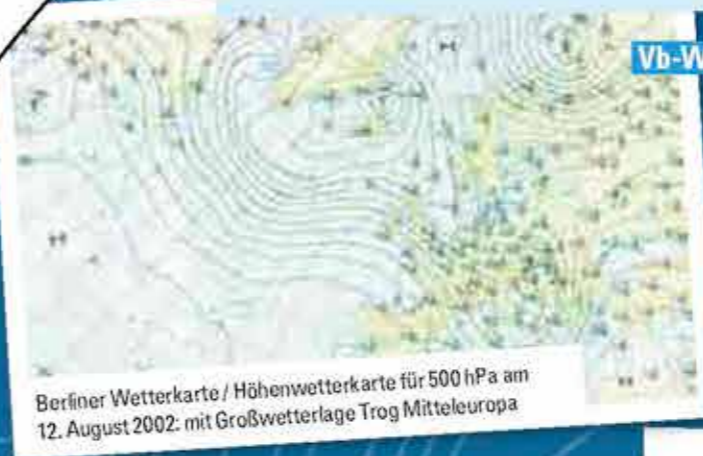 Vb-W
Berliner Wetterkarte / Höhenwetterkarte für 500 hPa am
12. August 2002: mit Großwetterlage Trog Mitteleuropa